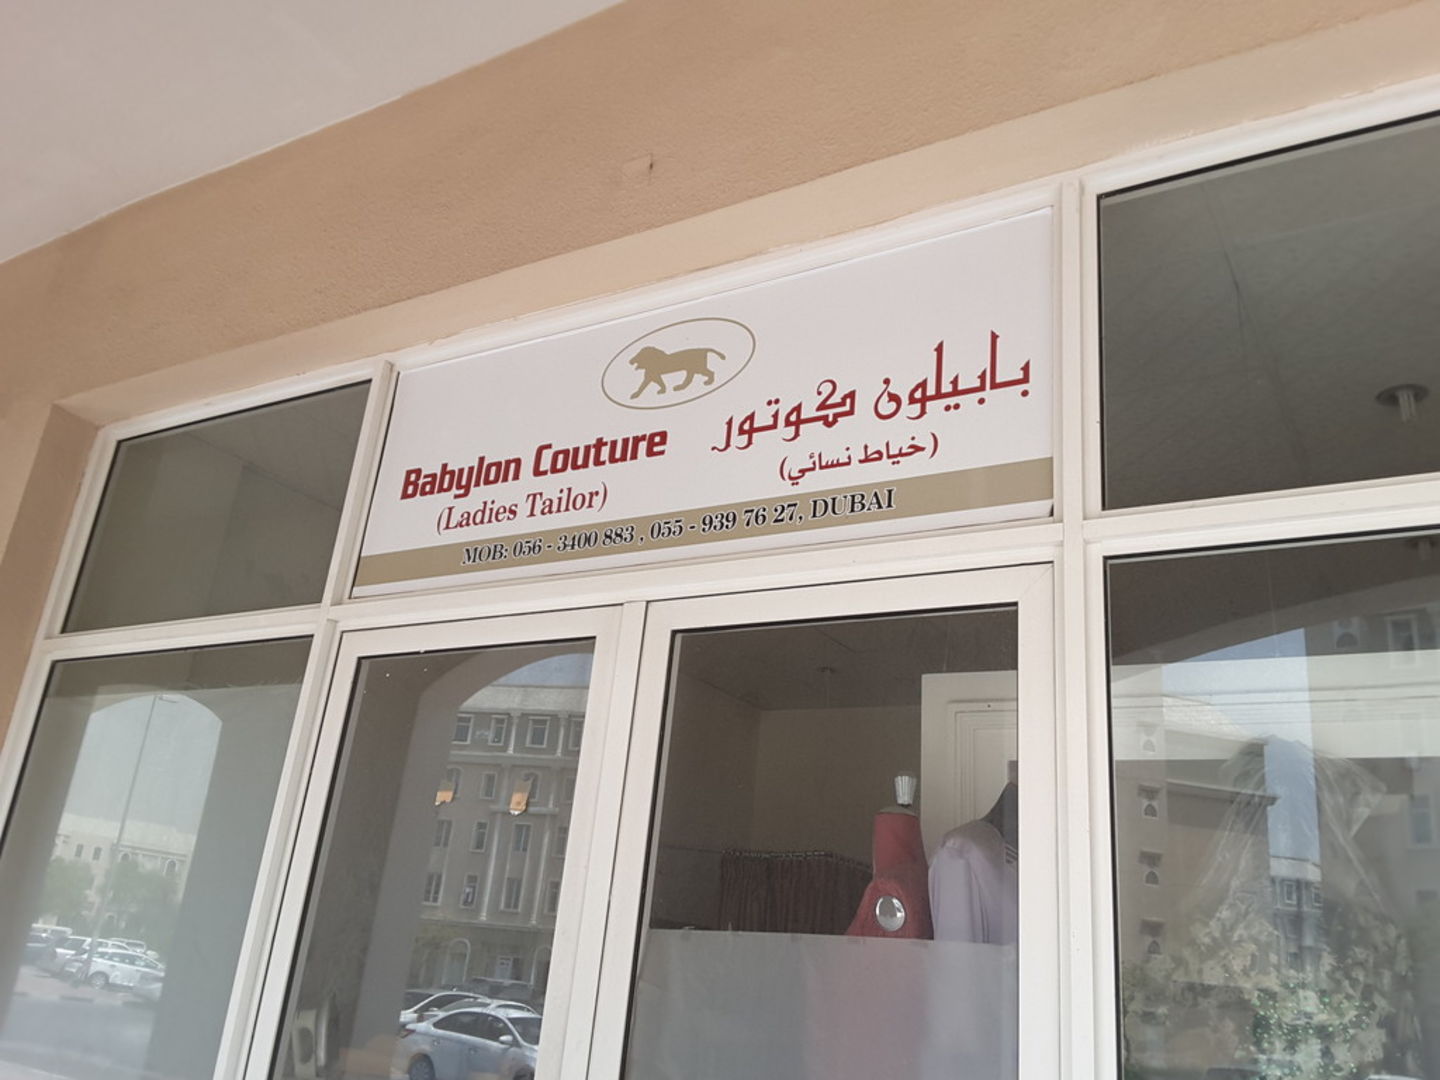 بابيلون كوتور
(خياط نسائي)
Babylon Couture
(Ladies Tailor)
MOB: 056 - 3400 883 , 055 - 939 76 27, DUBAI